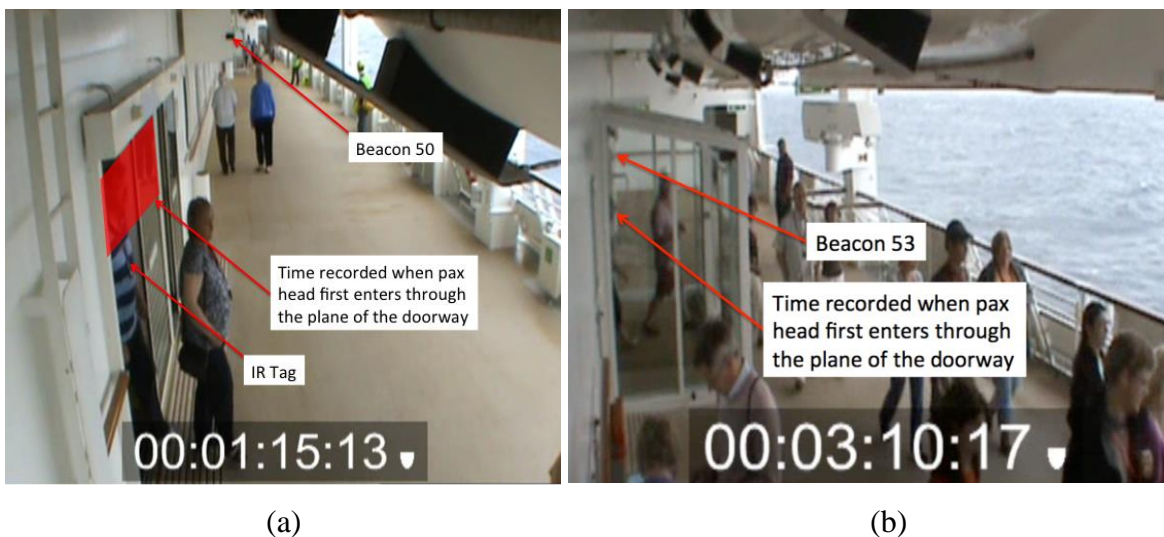 Beacon 50
Time recorded when pax
head first enters through
the plane of the doorway
IR Tag
00:01:15:13
(a)
Beacon 53
Time recorded when pax
head first enters through
the plane of the doorway
00:03:10:17
(b)